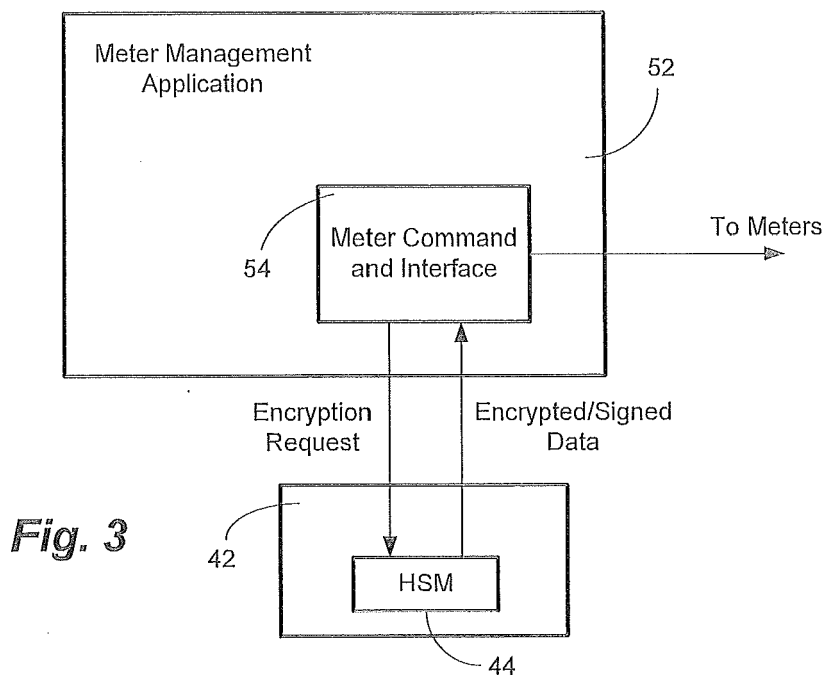 Meter Management
Application
52
Meter Command
and Interface
54
To Meters
Encryption
Request
Encrypted/Signed
Data
Fig. 3
42
HSM
44